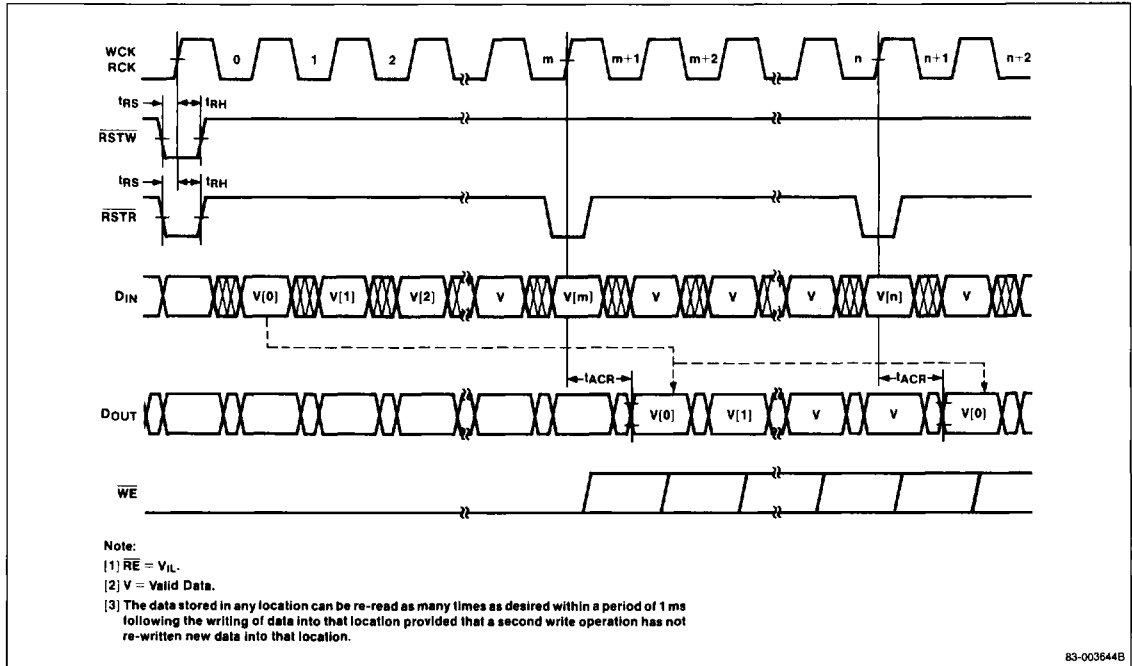 WCK
RCK
0
1
2
m
m+1
m+2
n
n+1
n+2
tRS
tRH
RSTW
tRS
tRH
RSTR
DIN
V[0]
V[1]
V[2]
V
V[m]
V
V
V
V[n]
V
tACR
tACR
DOUT
V[0]
V[1]
V
V
V[0]
WE
Note:
[1] RE = VIL.
[2] V = Valid Data.
[3] The data stored in any location can be re-read as many times as desired within a period of 1 ms
following the writing of data into that location provided that a second write operation has not
re-written new data into that location.
83-003644B